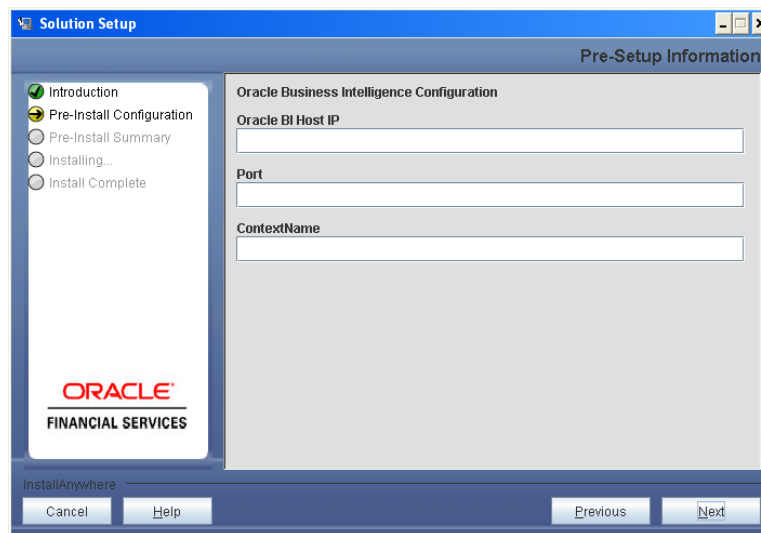 Solution Setup
Pre-Setup Information
Introduction
Pre-Install Configuration
Pre-Install Summary
Installing...
Install Complete
ORACLE
FINANCIAL SERVICES
Oracle Business Intelligence Configuration
Oracle BI Host IP
Port
ContextName
InstallAnywhere
Cancel
Help
Previous
Next